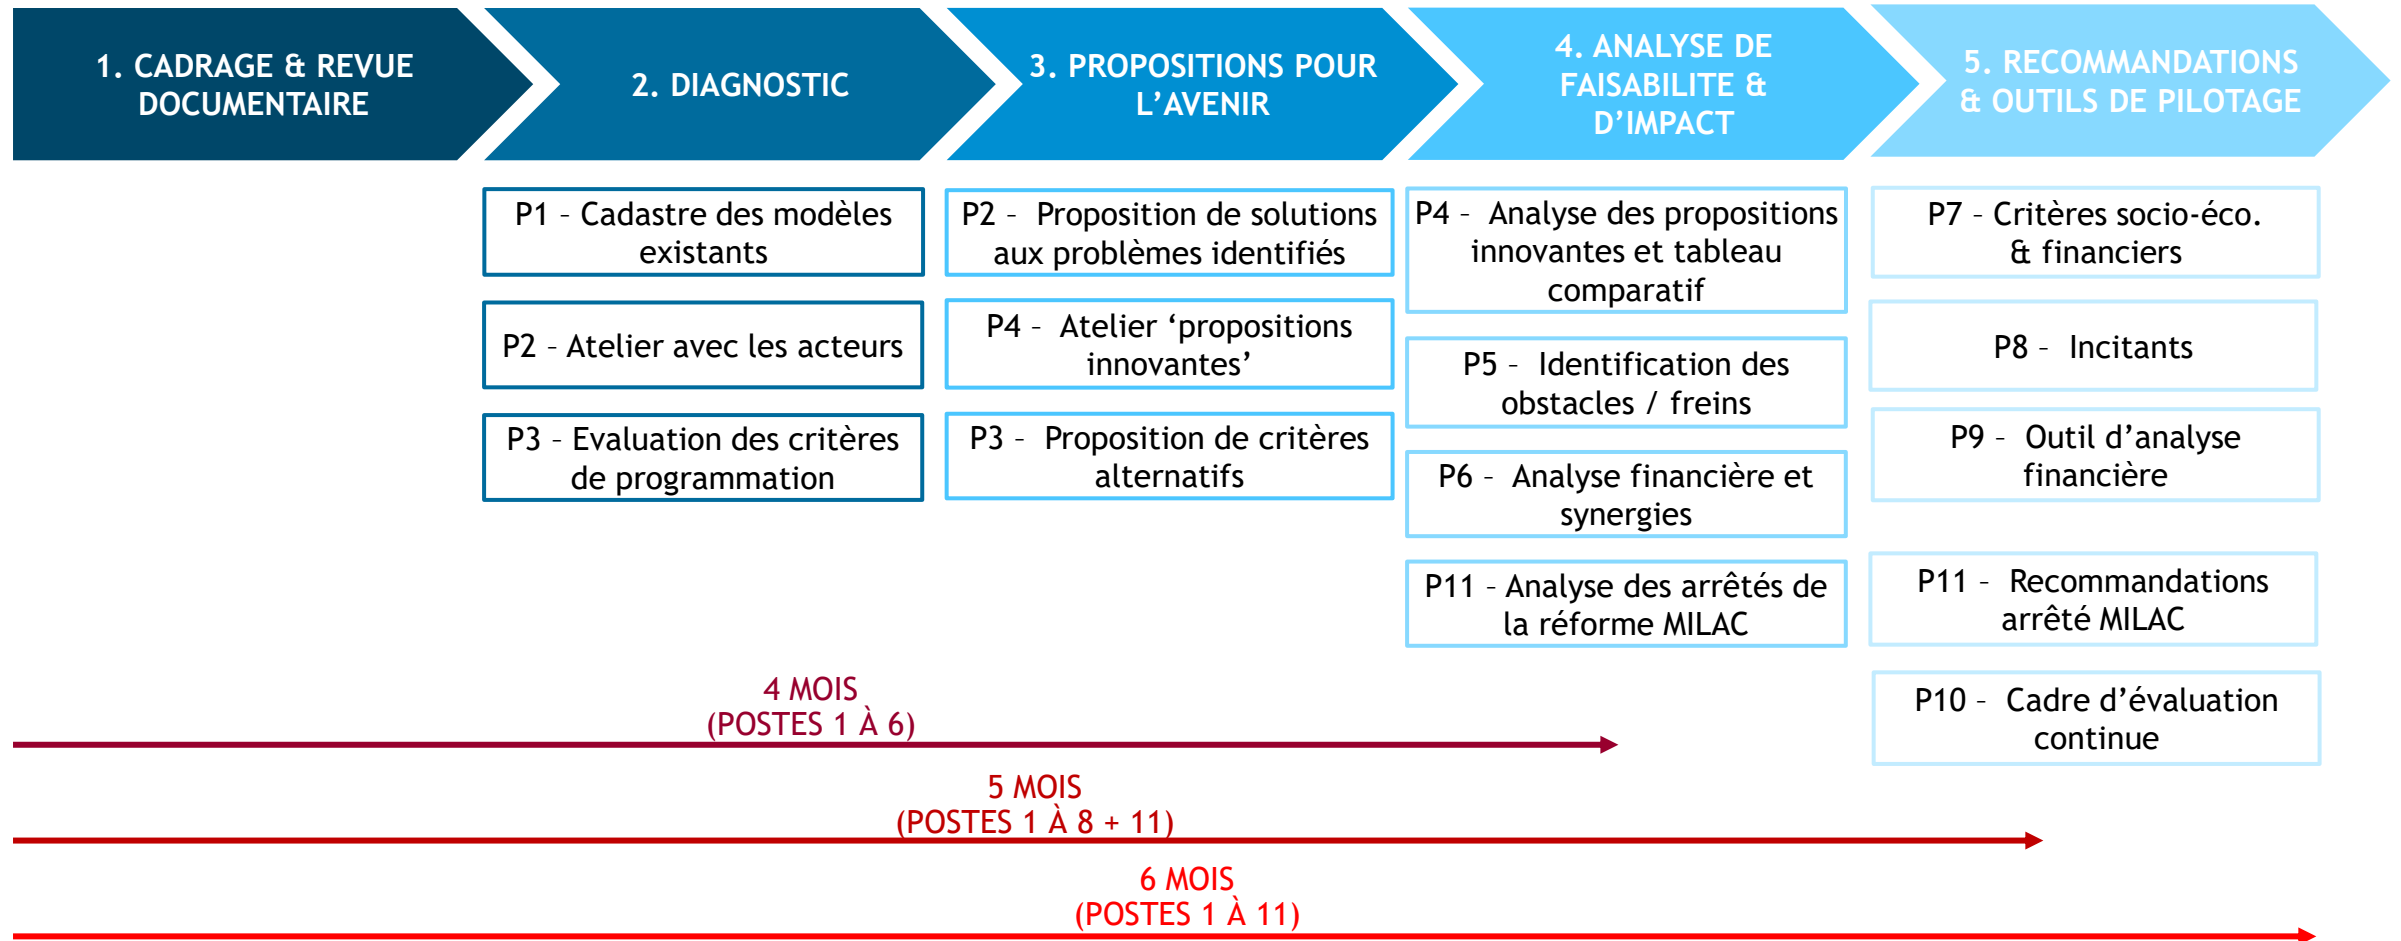 1. CADRAGE & REVUE
DOCUMENTAIRE
2. DIAGNOSTIC
3. PROPOSITIONS POUR
L’AVENIR
4. ANALYSE DE
FAISABILITE &
D’IMPACT
5. RECOMMANDATIONS
& OUTILS DE PILOTAGE
P1 – Cadastre des modèles
existants
P2 – Atelier avec les acteurs
P3 – Evaluation des critères
de programmation
P2 – Proposition de solutions
aux problèmes identifiés
P4 – Atelier ‘propositions
innovantes’
P3 – Proposition de critères
alternatifs
P4 – Analyse des propositions
innovantes et tableau
comparatif
P5 – Identification des
obstacles / freins
P6 – Analyse financière et
synergies
P11 – Analyse des arrêtés de
la réforme MILAC
P7 – Critères socio-éco.
& financiers
P8 – Incitants
P9 – Outil d’analyse
financière
P11 – Recommandations
arrêté MILAC
P10 – Cadre d’évaluation
continue
4 MOIS
(POSTES 1 À 6)
5 MOIS
(POSTES 1 À 8 + 11)
6 MOIS
(POSTES 1 À 11)